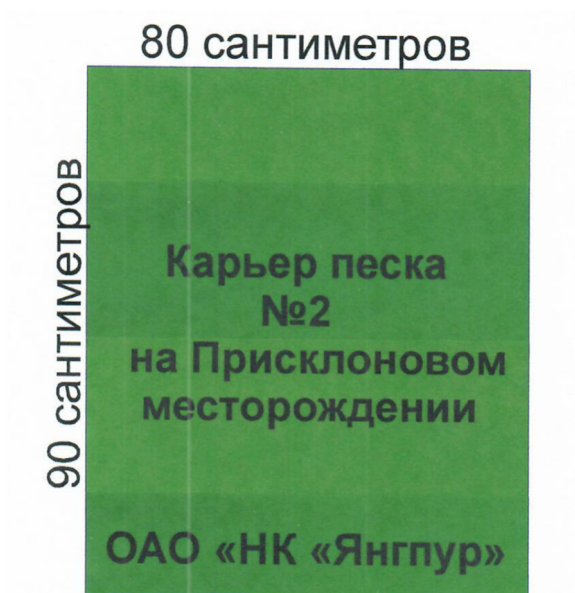 80 сантиметров
90 сантиметров
Карьер песка
№2
на Присклоновом
месторождении
ОАО «НК «Янгпур»